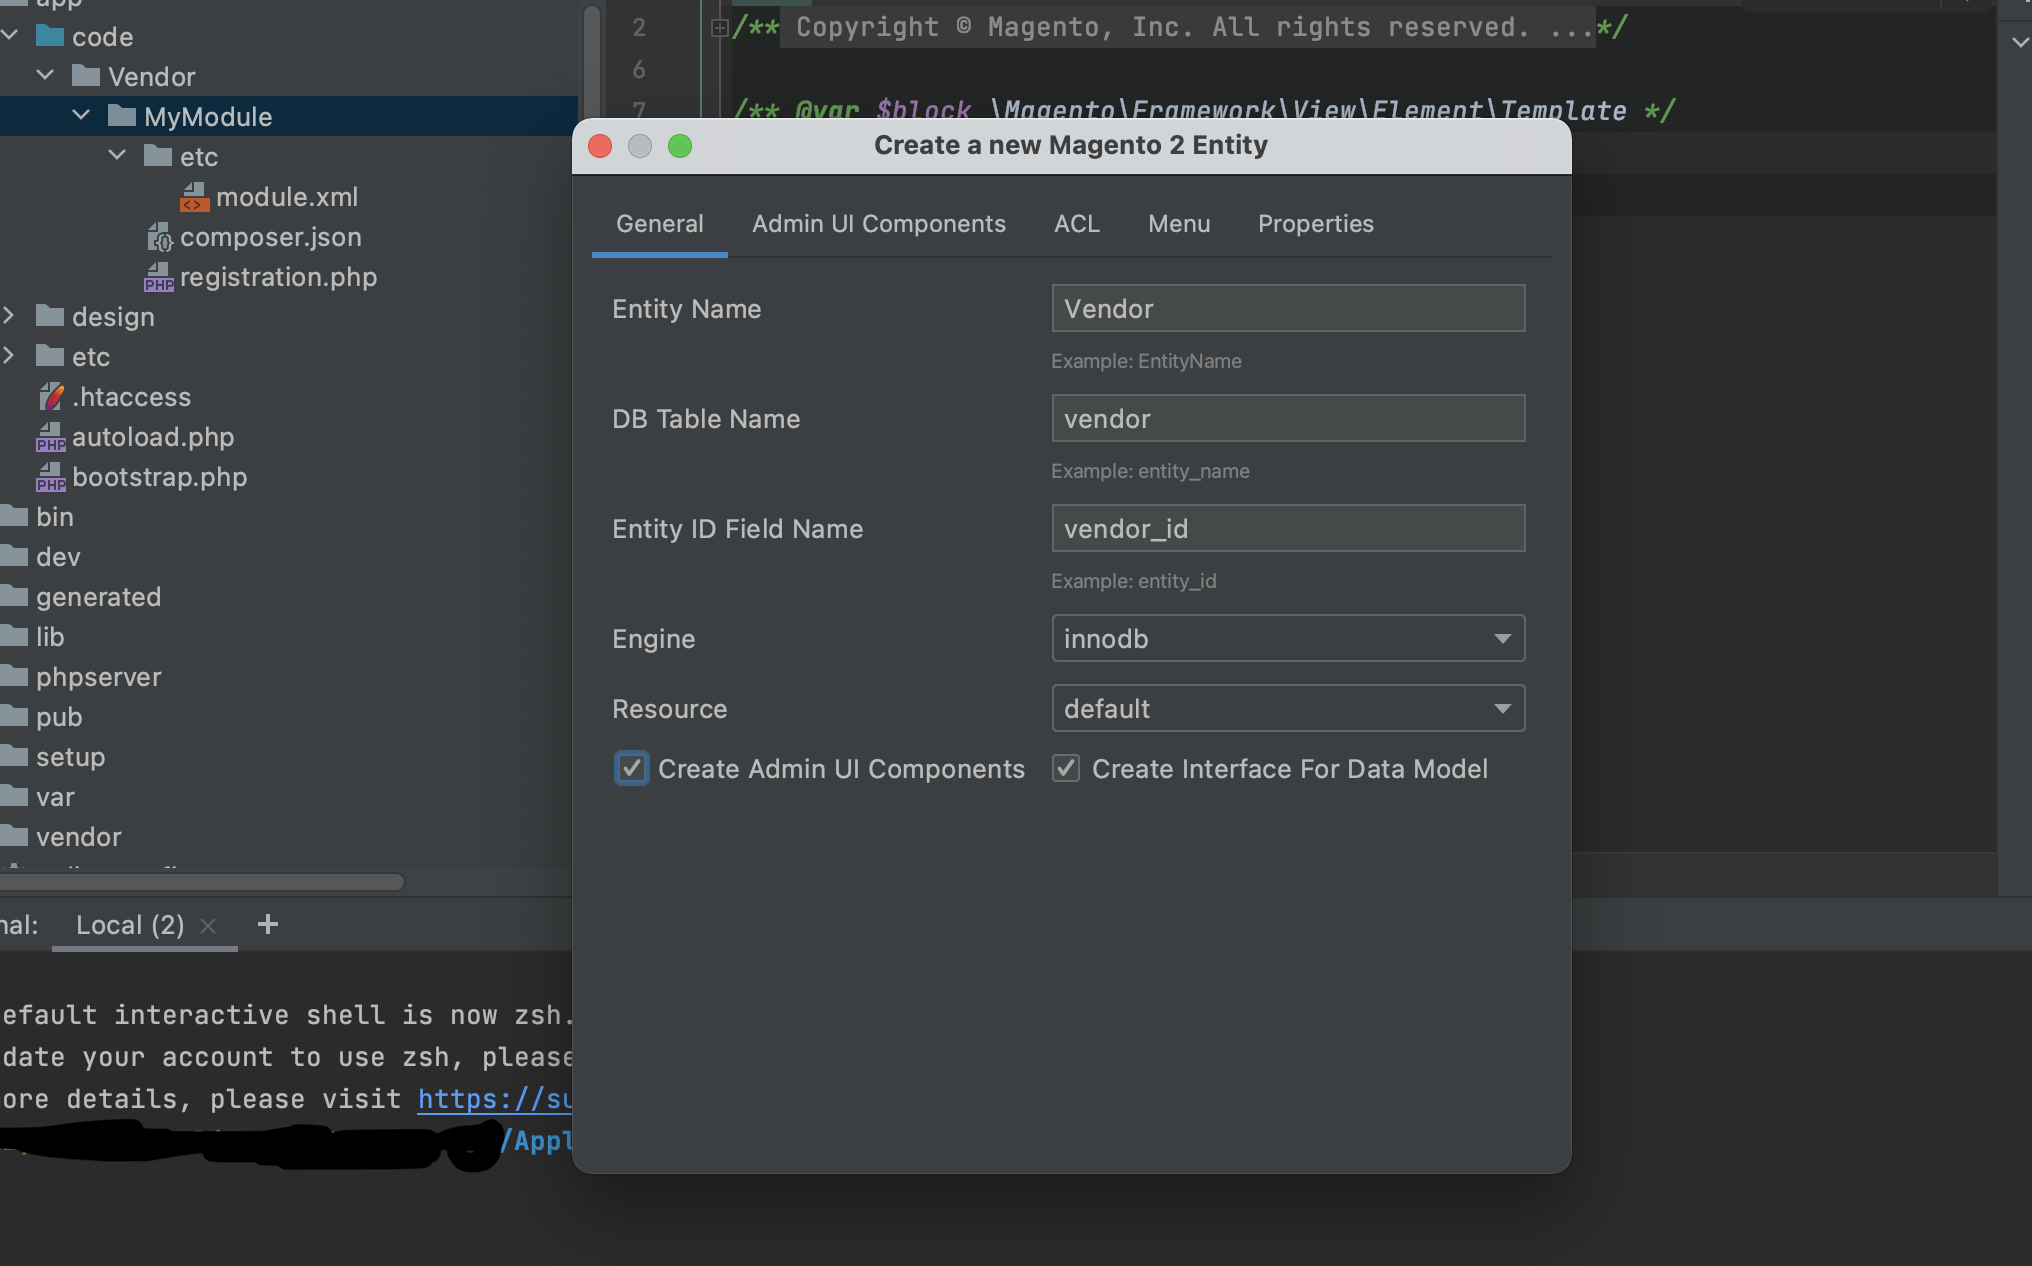 app
code
Vendor
MyModule
etc
module.xml
composer.json
registration.php
design
etc
.htaccess
autoload.php
bootstrap.php
bin
dev
generated
lib
phpserver
pub
setup
var
vendor
2
/** Copyright © Magento, Inc. All rights reserved. ...*/
6
7
/** @var $block \Magento\Framework\View\Element\Template */
Create a new Magento 2 Entity
General Admin UI Components ACL Menu Properties
Entity Name Vendor
Example: EntityName
DB Table Name vendor
Example: entity_name
Entity ID Field Name vendor_id
Example: entity_id
Engine innodb
Resource default
Create Admin UI Components Create Interface For Data Model
nal: Local (2) × +
efault interactive shell is now zsh.
date your account to use zsh, please
ore details, please visit https://su
/Appl